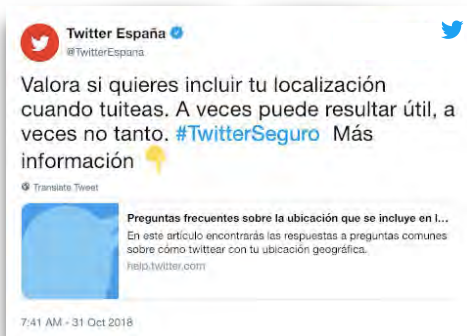 Twitter España
@TwitterEspana
Valora si quieres incluir tu localización
cuando tuiteas. A veces puede resultar útil, a
veces no tanto. #TwitterSeguro Más
información 👇
Translate Tweet
Preguntas frecuentes sobre la ubicación que se incluye en l...
En este artículo encontrarás las respuestas a preguntas comunes
sobre cómo twittear con tu ubicación geográfica.
help.twitter.com
7:41 AM - 31 Oct 2018